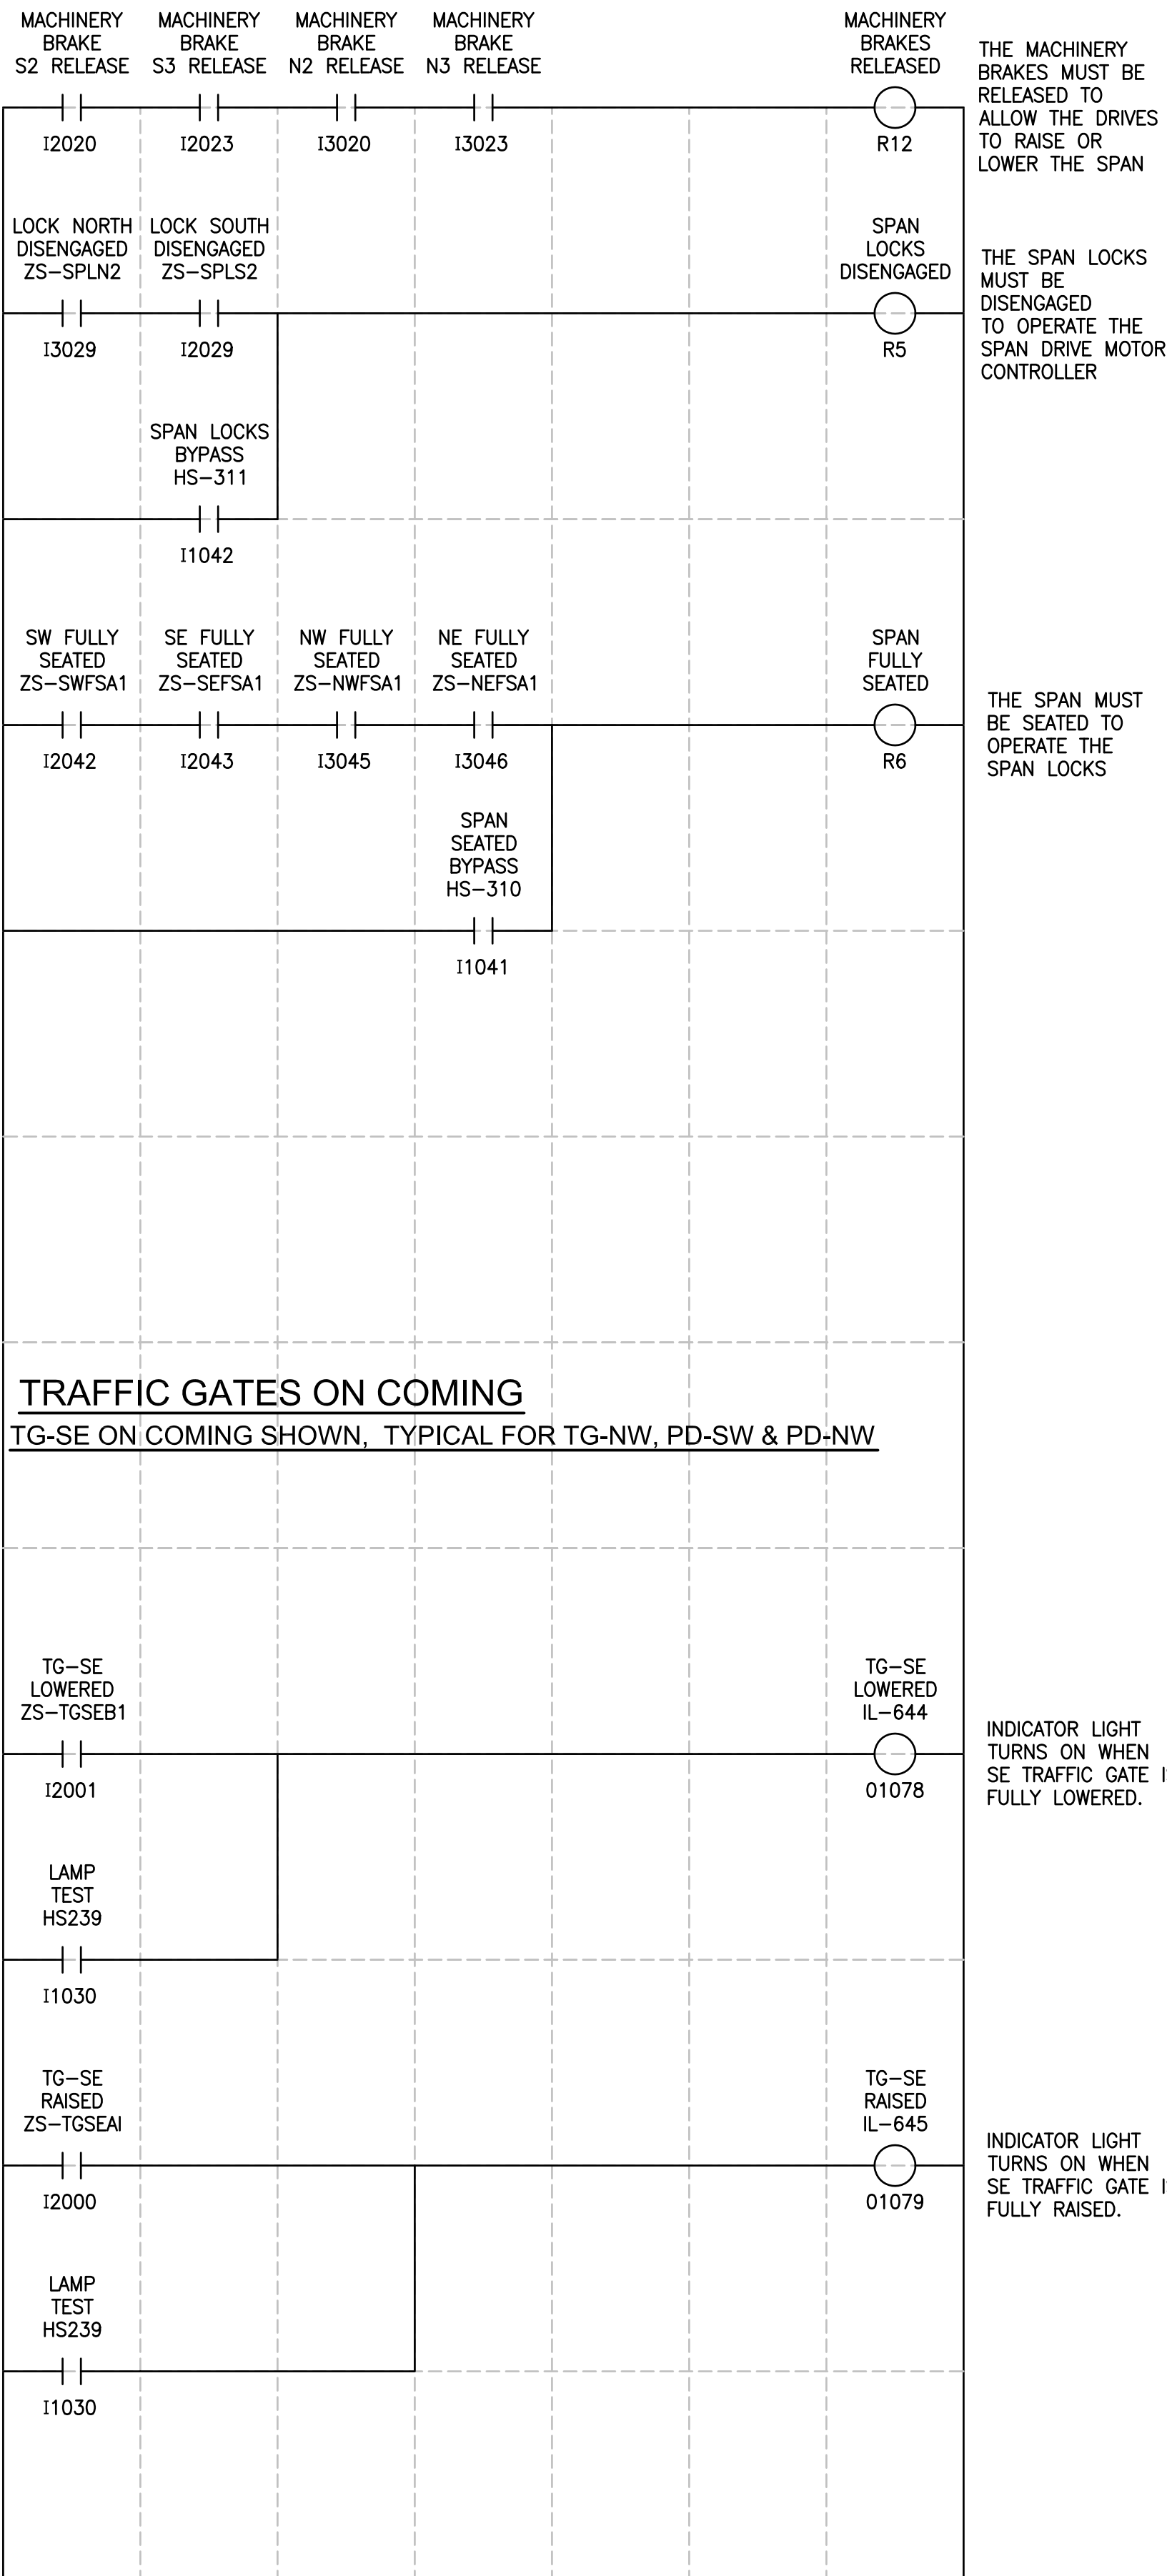 MACHINERY
BRAKE
S2 RELEASE
MACHINERY
BRAKE
S3 RELEASE
MACHINERY
BRAKE
N2 RELEASE
MACHINERY
BRAKE
N3 RELEASE
MACHINERY
BRAKES
RELEASED
THE MACHINERY
BRAKES MUST BE
RELEASED TO
ALLOW THE DRIVES
TO RAISE OR
LOWER THE SPAN
I2020
I2023
I3020
I3023
R12
LOCK NORTH
DISENGAGED
ZS-SPLN2
LOCK SOUTH
DISENGAGED
ZS-SPLS2
SPAN
LOCKS
DISENGAGED
THE SPAN LOCKS
MUST BE
DISENGAGED
TO OPERATE THE
SPAN DRIVE MOTOR
CONTROLLER
I3029
I2029
R5
SPAN LOCKS
BYPASS
HS-311
I1042
SW FULLY
SEATED
ZS-SWFSA1
SE FULLY
SEATED
ZS-SEFSA1
NW FULLY
SEATED
ZS-NWFSA1
NE FULLY
SEATED
ZS-NEFSA1
SPAN
FULLY
SEATED
THE SPAN MUST
BE SEATED TO
OPERATE THE
SPAN LOCKS
I2042
I2043
I3045
I3046
R6
SPAN
SEATED
BYPASS
HS-310
I1041
TRAFFIC GATES ON COMING
TG-SE ON COMING SHOWN, TYPICAL FOR TG-NW, PD-SW & PD-NW
TG-SE
LOWERED
ZS-TGSEB1
TG-SE
LOWERED
IL-644
INDICATOR LIGHT
TURNS ON WHEN
SE TRAFFIC GATE
FULLY LOWERED.
I2001
01078
LAMP
TEST
HS239
I1030
TG-SE
RAISED
ZS-TGSEAI
TG-SE
RAISED
IL-645
INDICATOR LIGHT
TURNS ON WHEN
SE TRAFFIC GATE
FULLY RAISED.
I2000
01079
LAMP
TEST
HS239
I1030